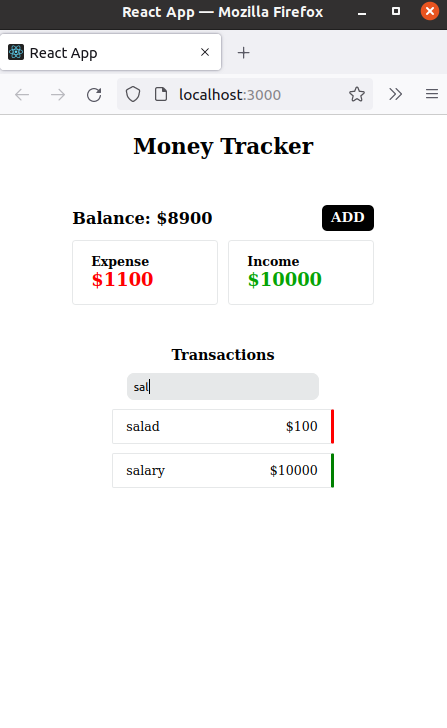 React App — Mozilla Firefox
React App
localhost:3000
Money Tracker
Balance: $8900 ADD
Expense Income
$1100 $10000
Transactions
sal
salad $100
salary $10000